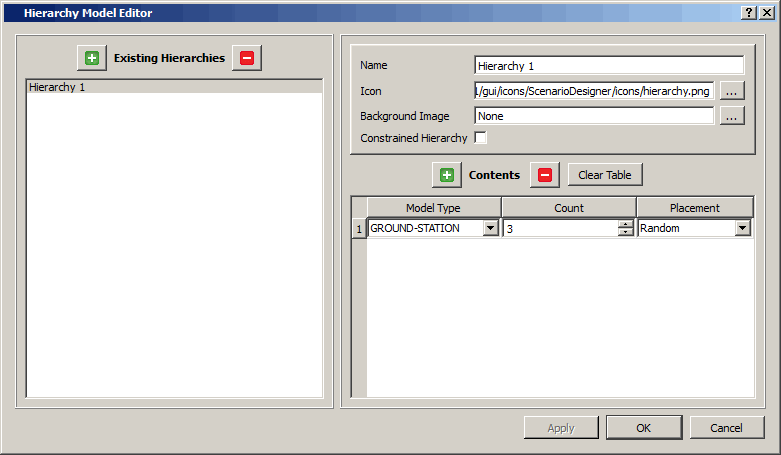 Hierarchy Model Editor
Existing Hierarchies
Hierarchy 1
Name Hierarchy 1
Icon /gui/icons/ScenarioDesigner/icons/hierarchy.png ...
Background Image None ...
Constrained Hierarchy
Contents Clear Table
Model Type Count Placement
1 GROUND-STATION 3 Random
Apply OK Cancel